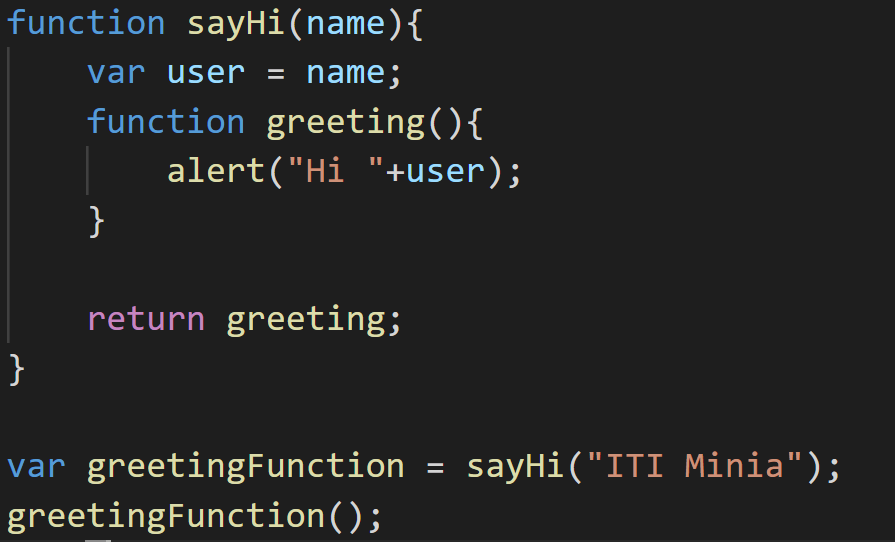 function sayHi(name){
    var user = name;
    function greeting(){
        alert("Hi "+user);
    }

    return greeting;
}

var greetingFunction = sayHi("ITI Minia");
greetingFunction();